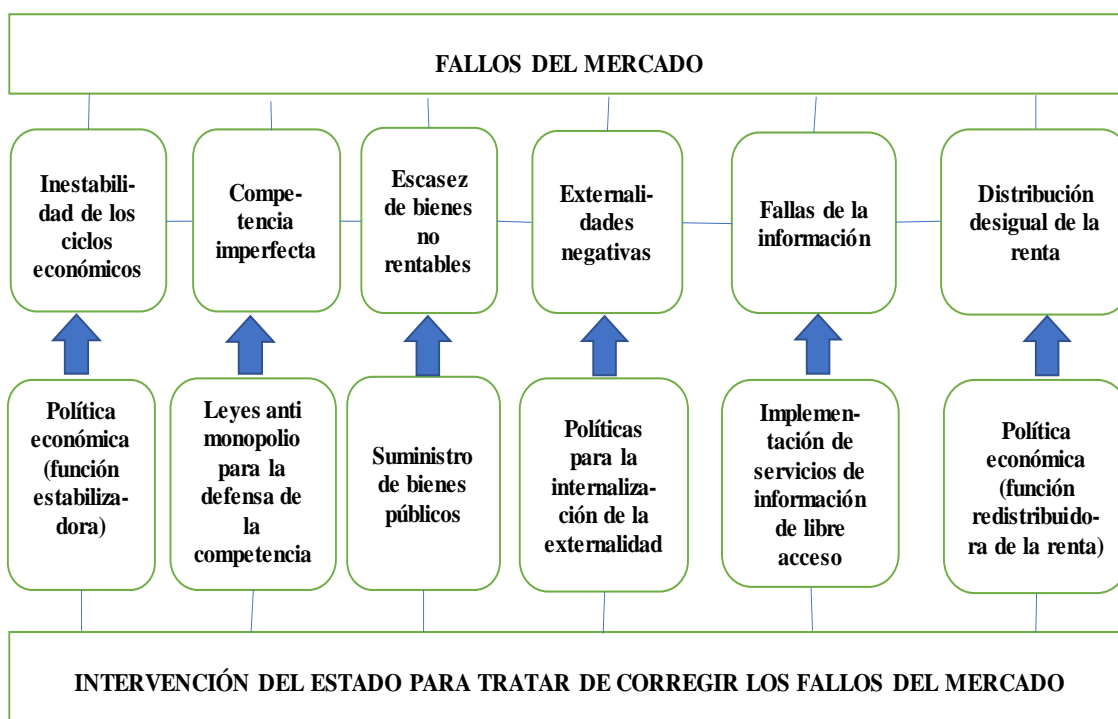 FALLOS DEL MERCADO
Inestabili-
dad de los
ciclos
económicos
Compe-
tencia
imperfecta
Escasez
de bienes
no
rentables
Externali-
dades
negativas
Fallas de la
información
Distribución
desigual de la
renta
Política
económica
(función
estabiliza-
dora)
Leyes anti
monopolio
para la
defensa de
la
competencia
Suministro
de bienes
públicos
Políticas
para la
internaliza-
ción de la
externalidad
Implemen-
tación de
servicios de
información
de libre
acceso
Política
económica
(función
redistribuido-
ra de la renta)
INTERVENCIÓN DEL ESTADO PARA TRATAR DE CORREGIR LOS FALLOS DEL MERCADO